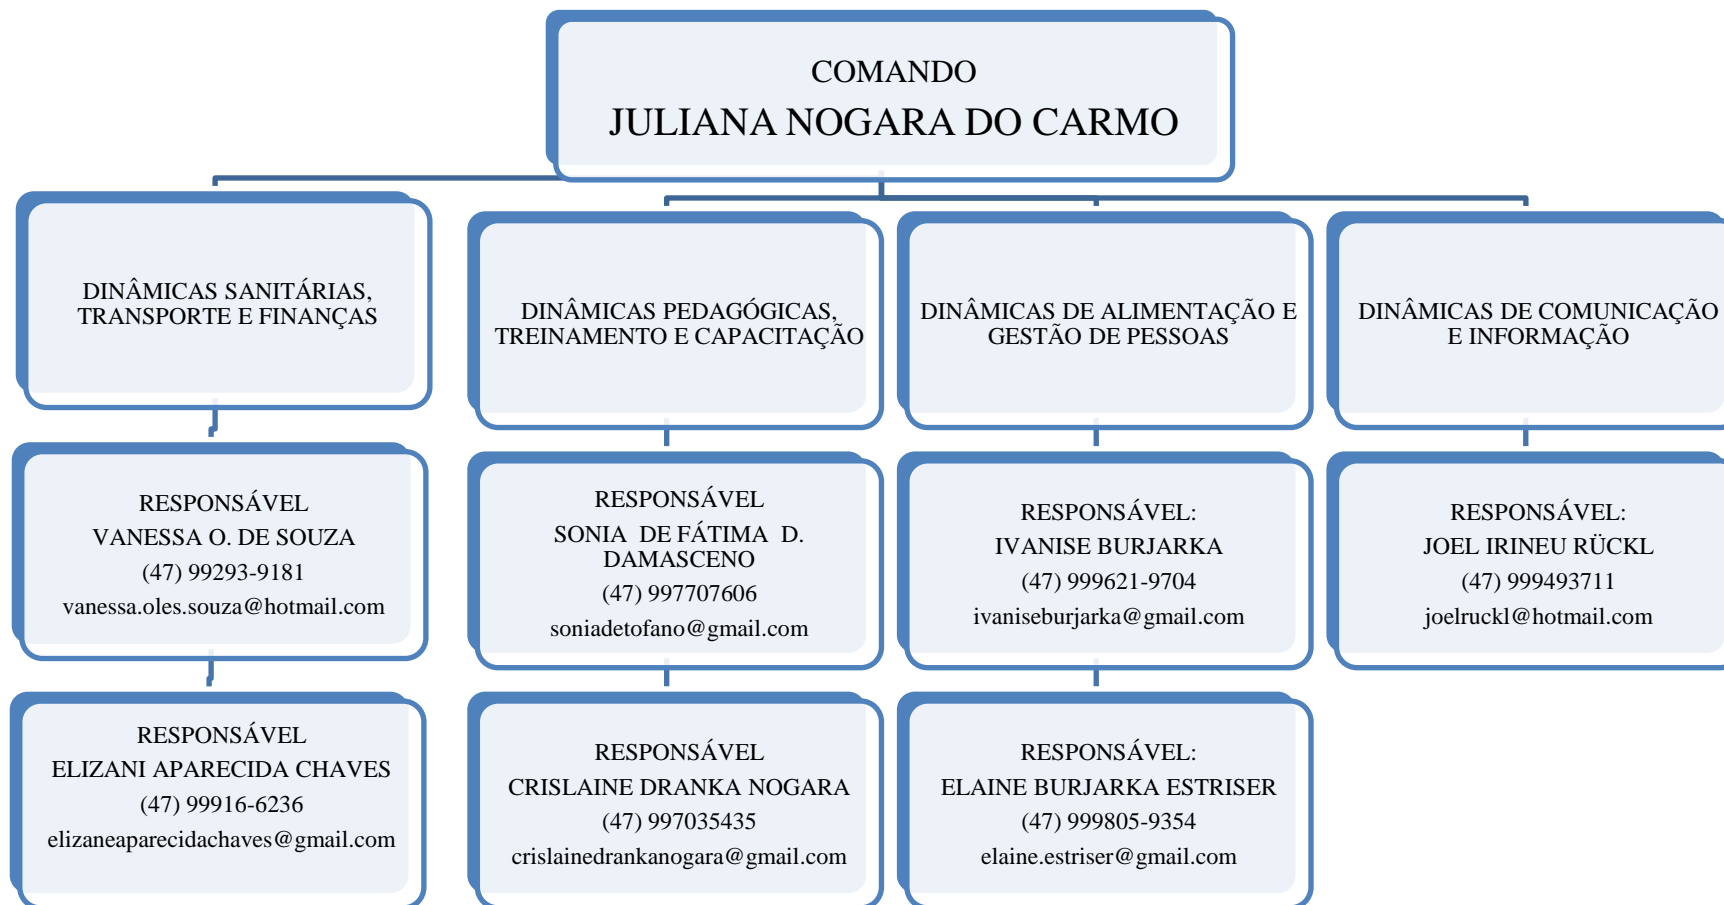 COMANDO
JULIANA NOGARA DO CARMO
DINÂMICAS SANITÁRIAS,
TRANSPORTE E FINANÇAS
DINÂMICAS PEDAGÓGICAS,
TREINAMENTO E CAPACITAÇÃO
DINÂMICAS DE ALIMENTAÇÃO E
GESTÃO DE PESSOAS
DINÂMICAS DE COMUNICAÇÃO
E INFORMAÇÃO
RESPONSÁVEL
VANESSA O. DE SOUZA
(47) 99293-9181
vanessa.oles.souza@hotmail.com
RESPONSÁVEL
SONIA DE FÁTIMA D.
DAMASCENO
(47) 997707606
soniadetofano@gmail.com
RESPONSÁVEL:
IVANISE BURJARKA
(47) 999621-9704
ivaniseburjarka@gmail.com
RESPONSÁVEL:
JOEL IRINEU RÜCKL
(47) 999493711
joelruckl@hotmail.com
RESPONSÁVEL
ELIZANI APARECIDA CHAVES
(47) 99916-6236
elizaneaparecidachaves@gmail.com
RESPONSÁVEL
CRISLAINE DRANKA NOGARA
(47) 997035435
crislainedrankanogara@gmail.com
RESPONSÁVEL:
ELAINE BURJARKA ESTRISER
(47) 999805-9354
elaine.estriser@gmail.com